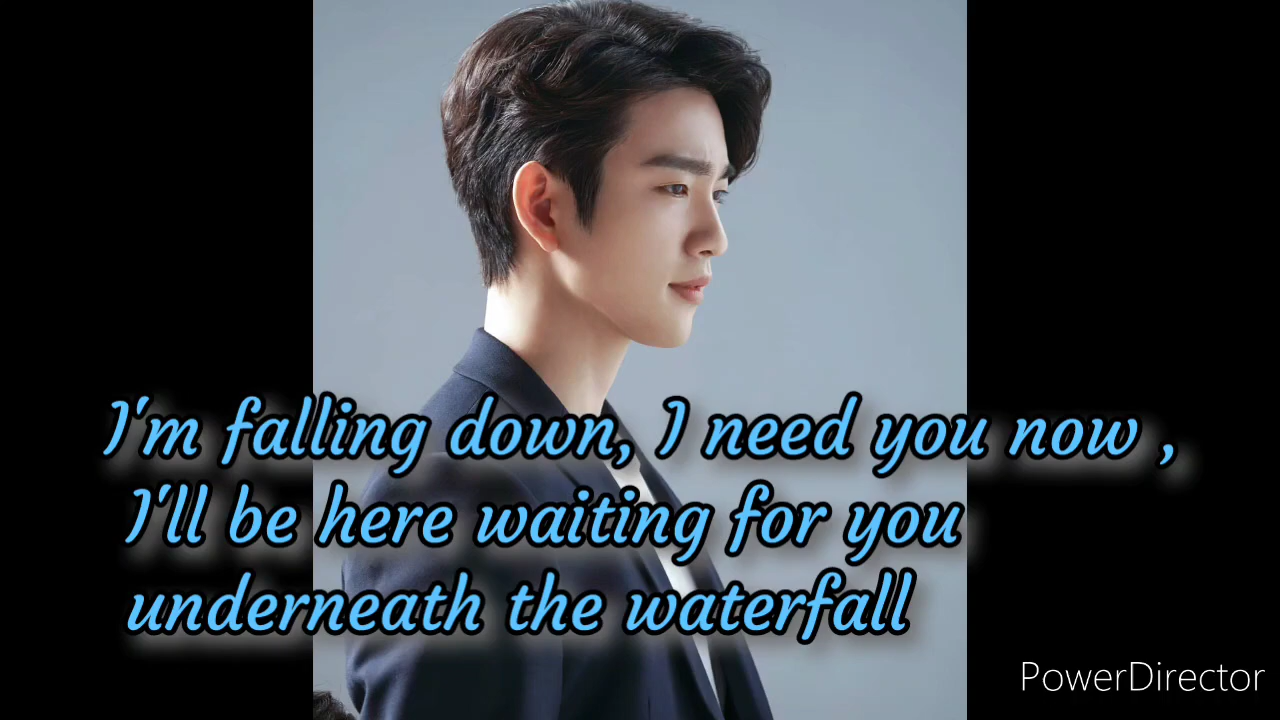 I'm falling down, I need you now ,
I'll be here waiting for you
underneath the waterfall
PowerDirector